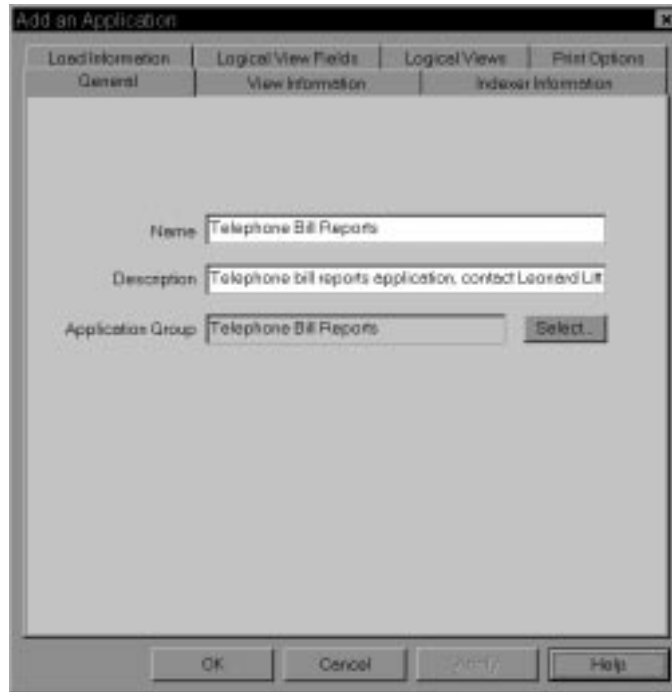 Add an Application
Load Information
Logical View Fields
Logical Views
Print Options
General
View Information
Indexer Information
Name
Telephone Bill Reports
Description
Telephone bill reports application, contact Leonard Litt
Application Group
Telephone Bill Reports
Select...
OK
Cancel
Help